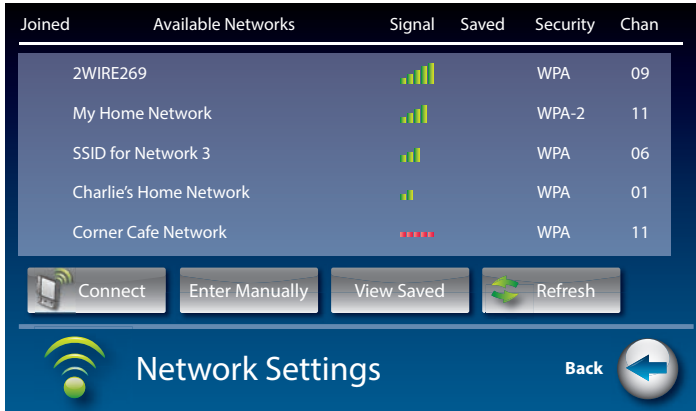 Joined Available Networks Signal Saved Security Chan
2WIRE269 WPA 09
My Home Network WPA-2 11
SSID for Network 3 WPA 06
Charlie's Home Network WPA 01
Corner Cafe Network WPA 11
Connect Enter Manually View Saved Refresh
Network Settings Back